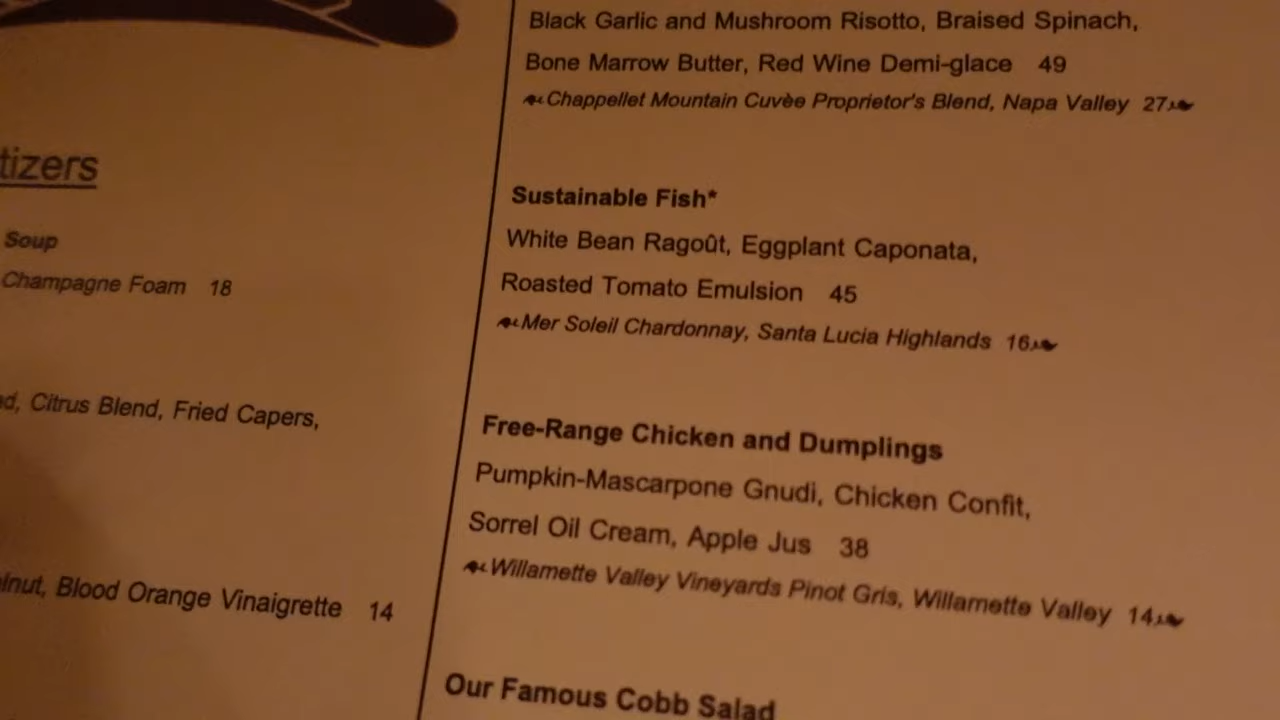 Soup
Champagne Foam 18
Citrus Blend, Fried Capers,
Blood Orange Vinaigrette 14
Black Garlic and Mushroom Risotto, Braised Spinach,
Bone Marrow Butter, Red Wine Demi-glace 49
Chappellet Mountain Cuvèe Proprietor's Blend, Napa Valley 27
Sustainable Fish*
White Bean Ragoût, Eggplant Caponata,
Roasted Tomato Emulsion 45
Mer Soleil Chardonnay, Santa Lucia Highlands 16
Free-Range Chicken and Dumplings
Pumpkin-Mascarpone Gnudi, Chicken Confit,
Sorrel Oil Cream, Apple Jus 38
Willamette Valley Vineyards Pinot Gris, Willamette Valley 14
Our Famous Cobb Salad